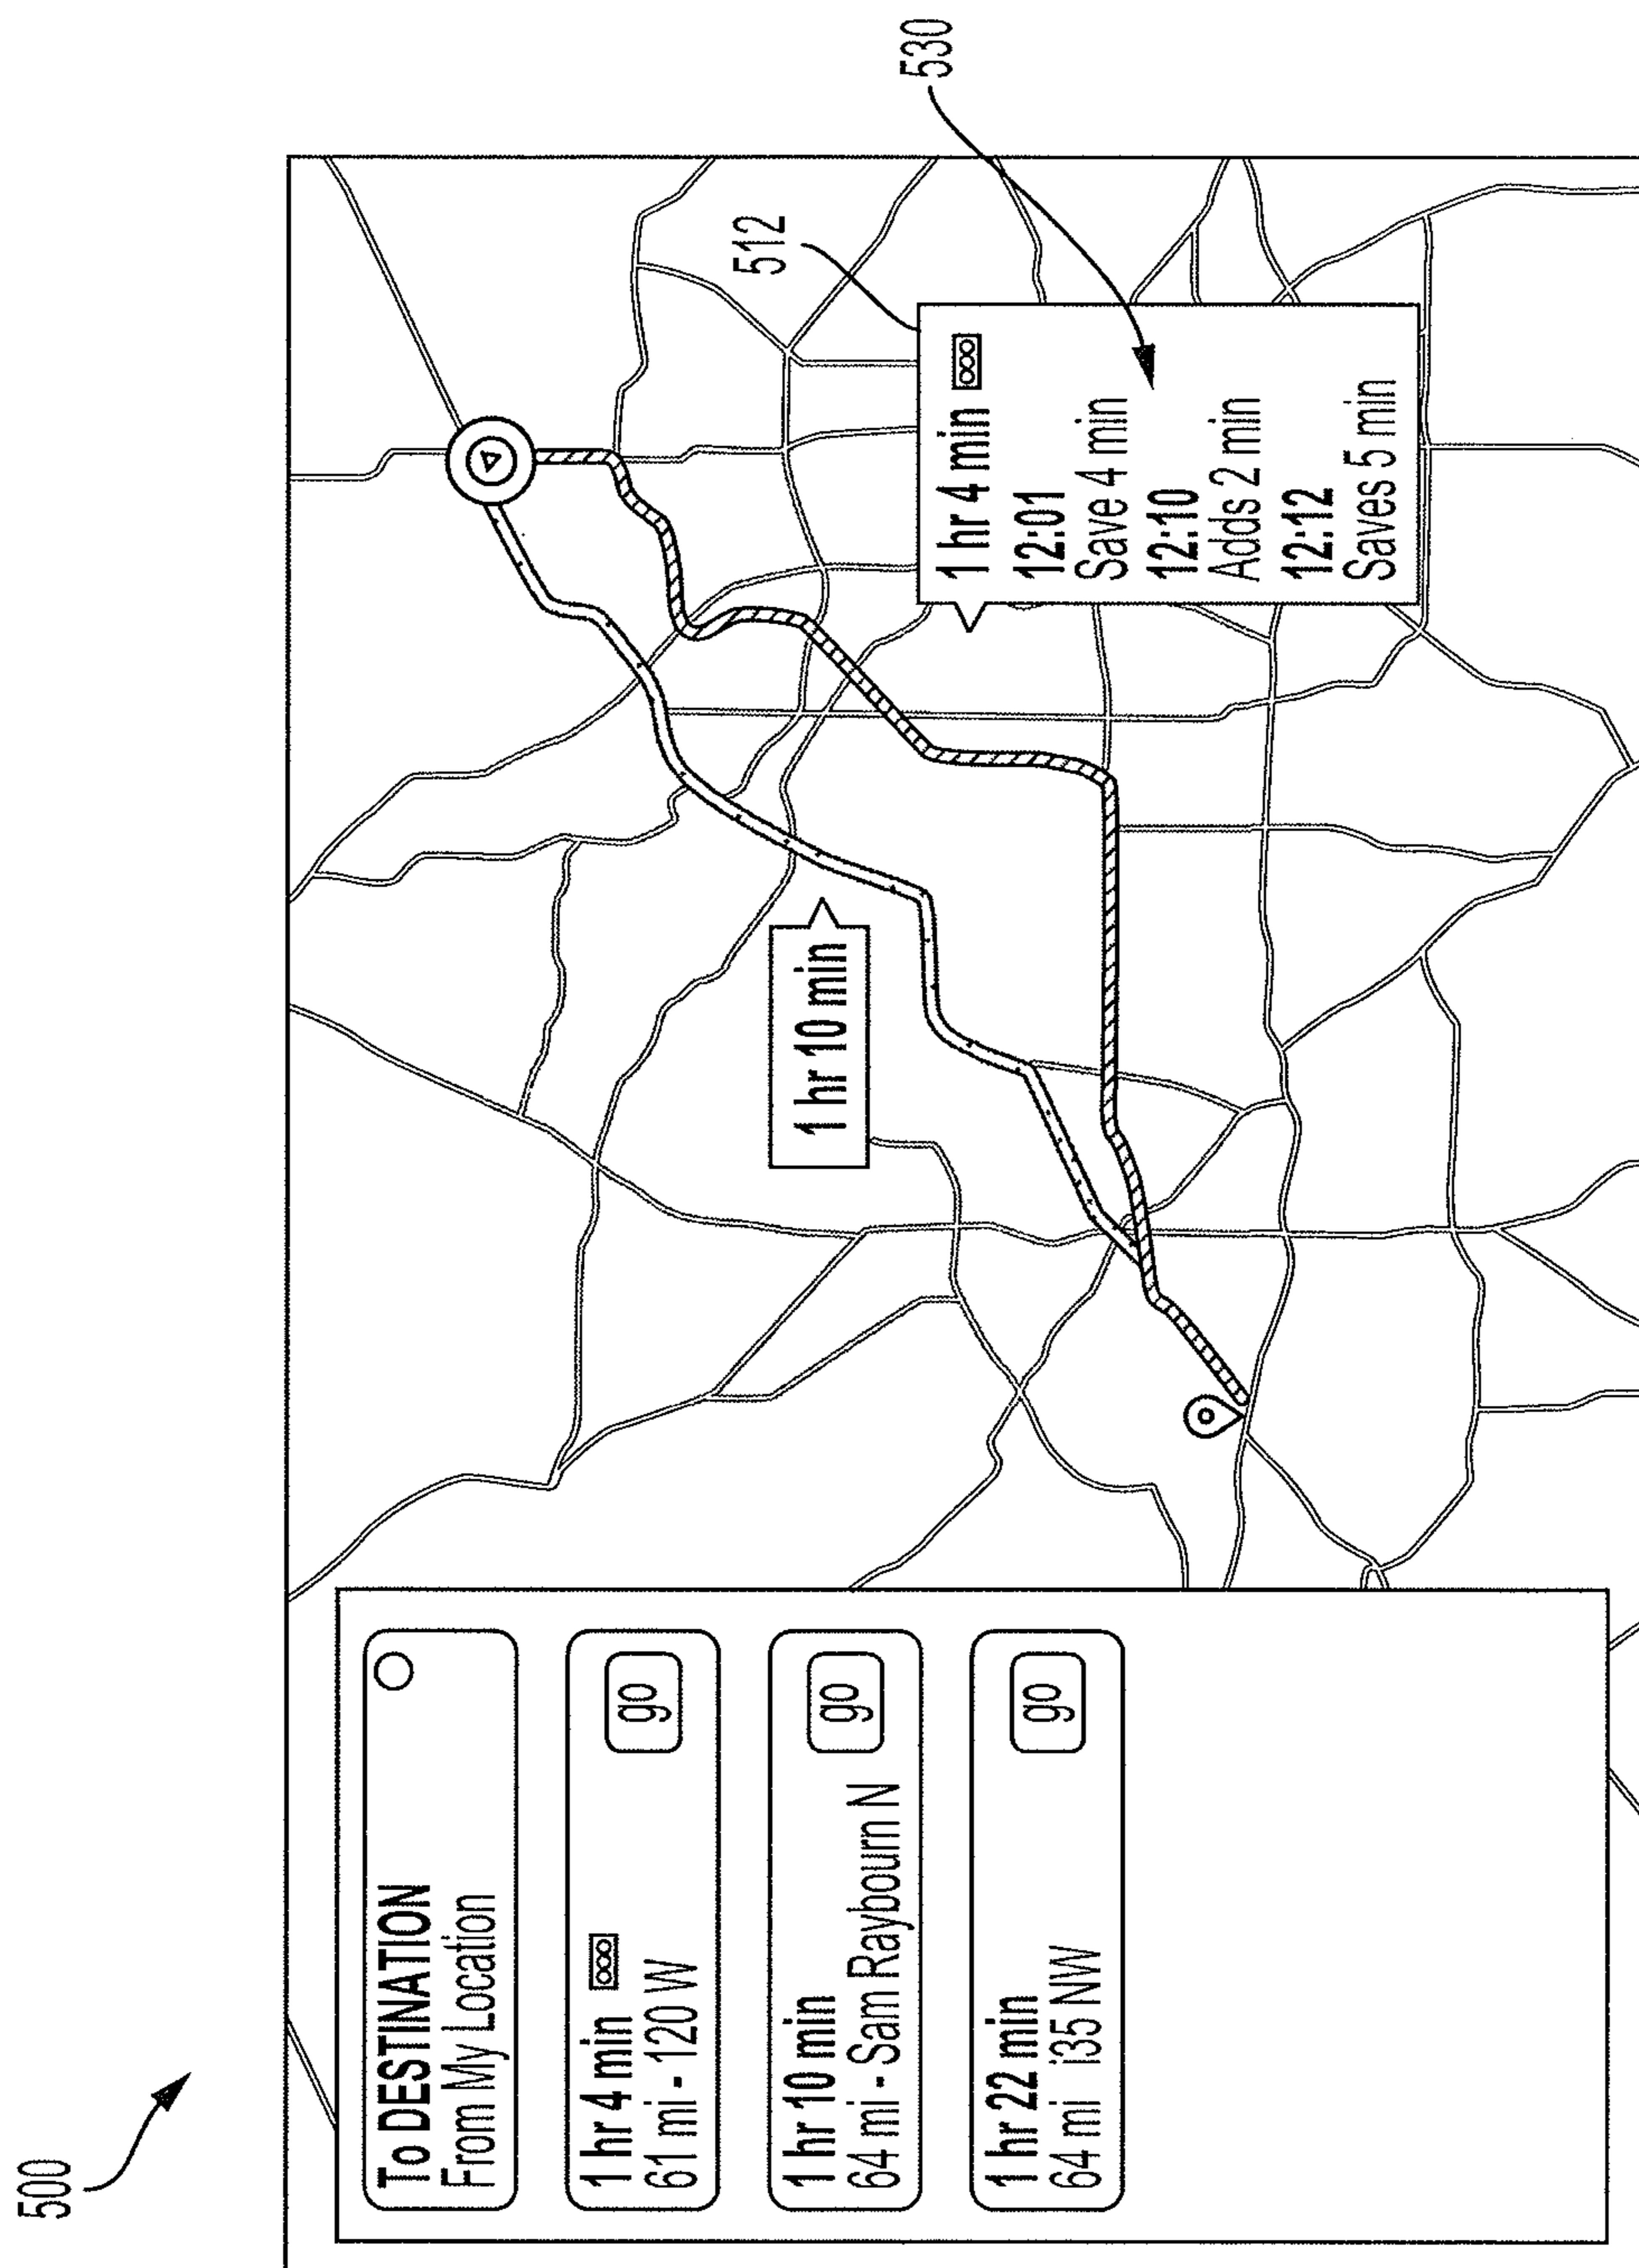 500
To DESTINATION
From My Location
1 hr 4 min
61 mi - 120 W
go
1 hr 10 min
64 mi - Sam Raybourn N
go
1 hr 22 min
64 mi i35 NW
go
1 hr 10 min
512
530
1 hr 4 min
12:01
Save 4 min
12:10
Adds 2 min
12:12
Saves 5 min